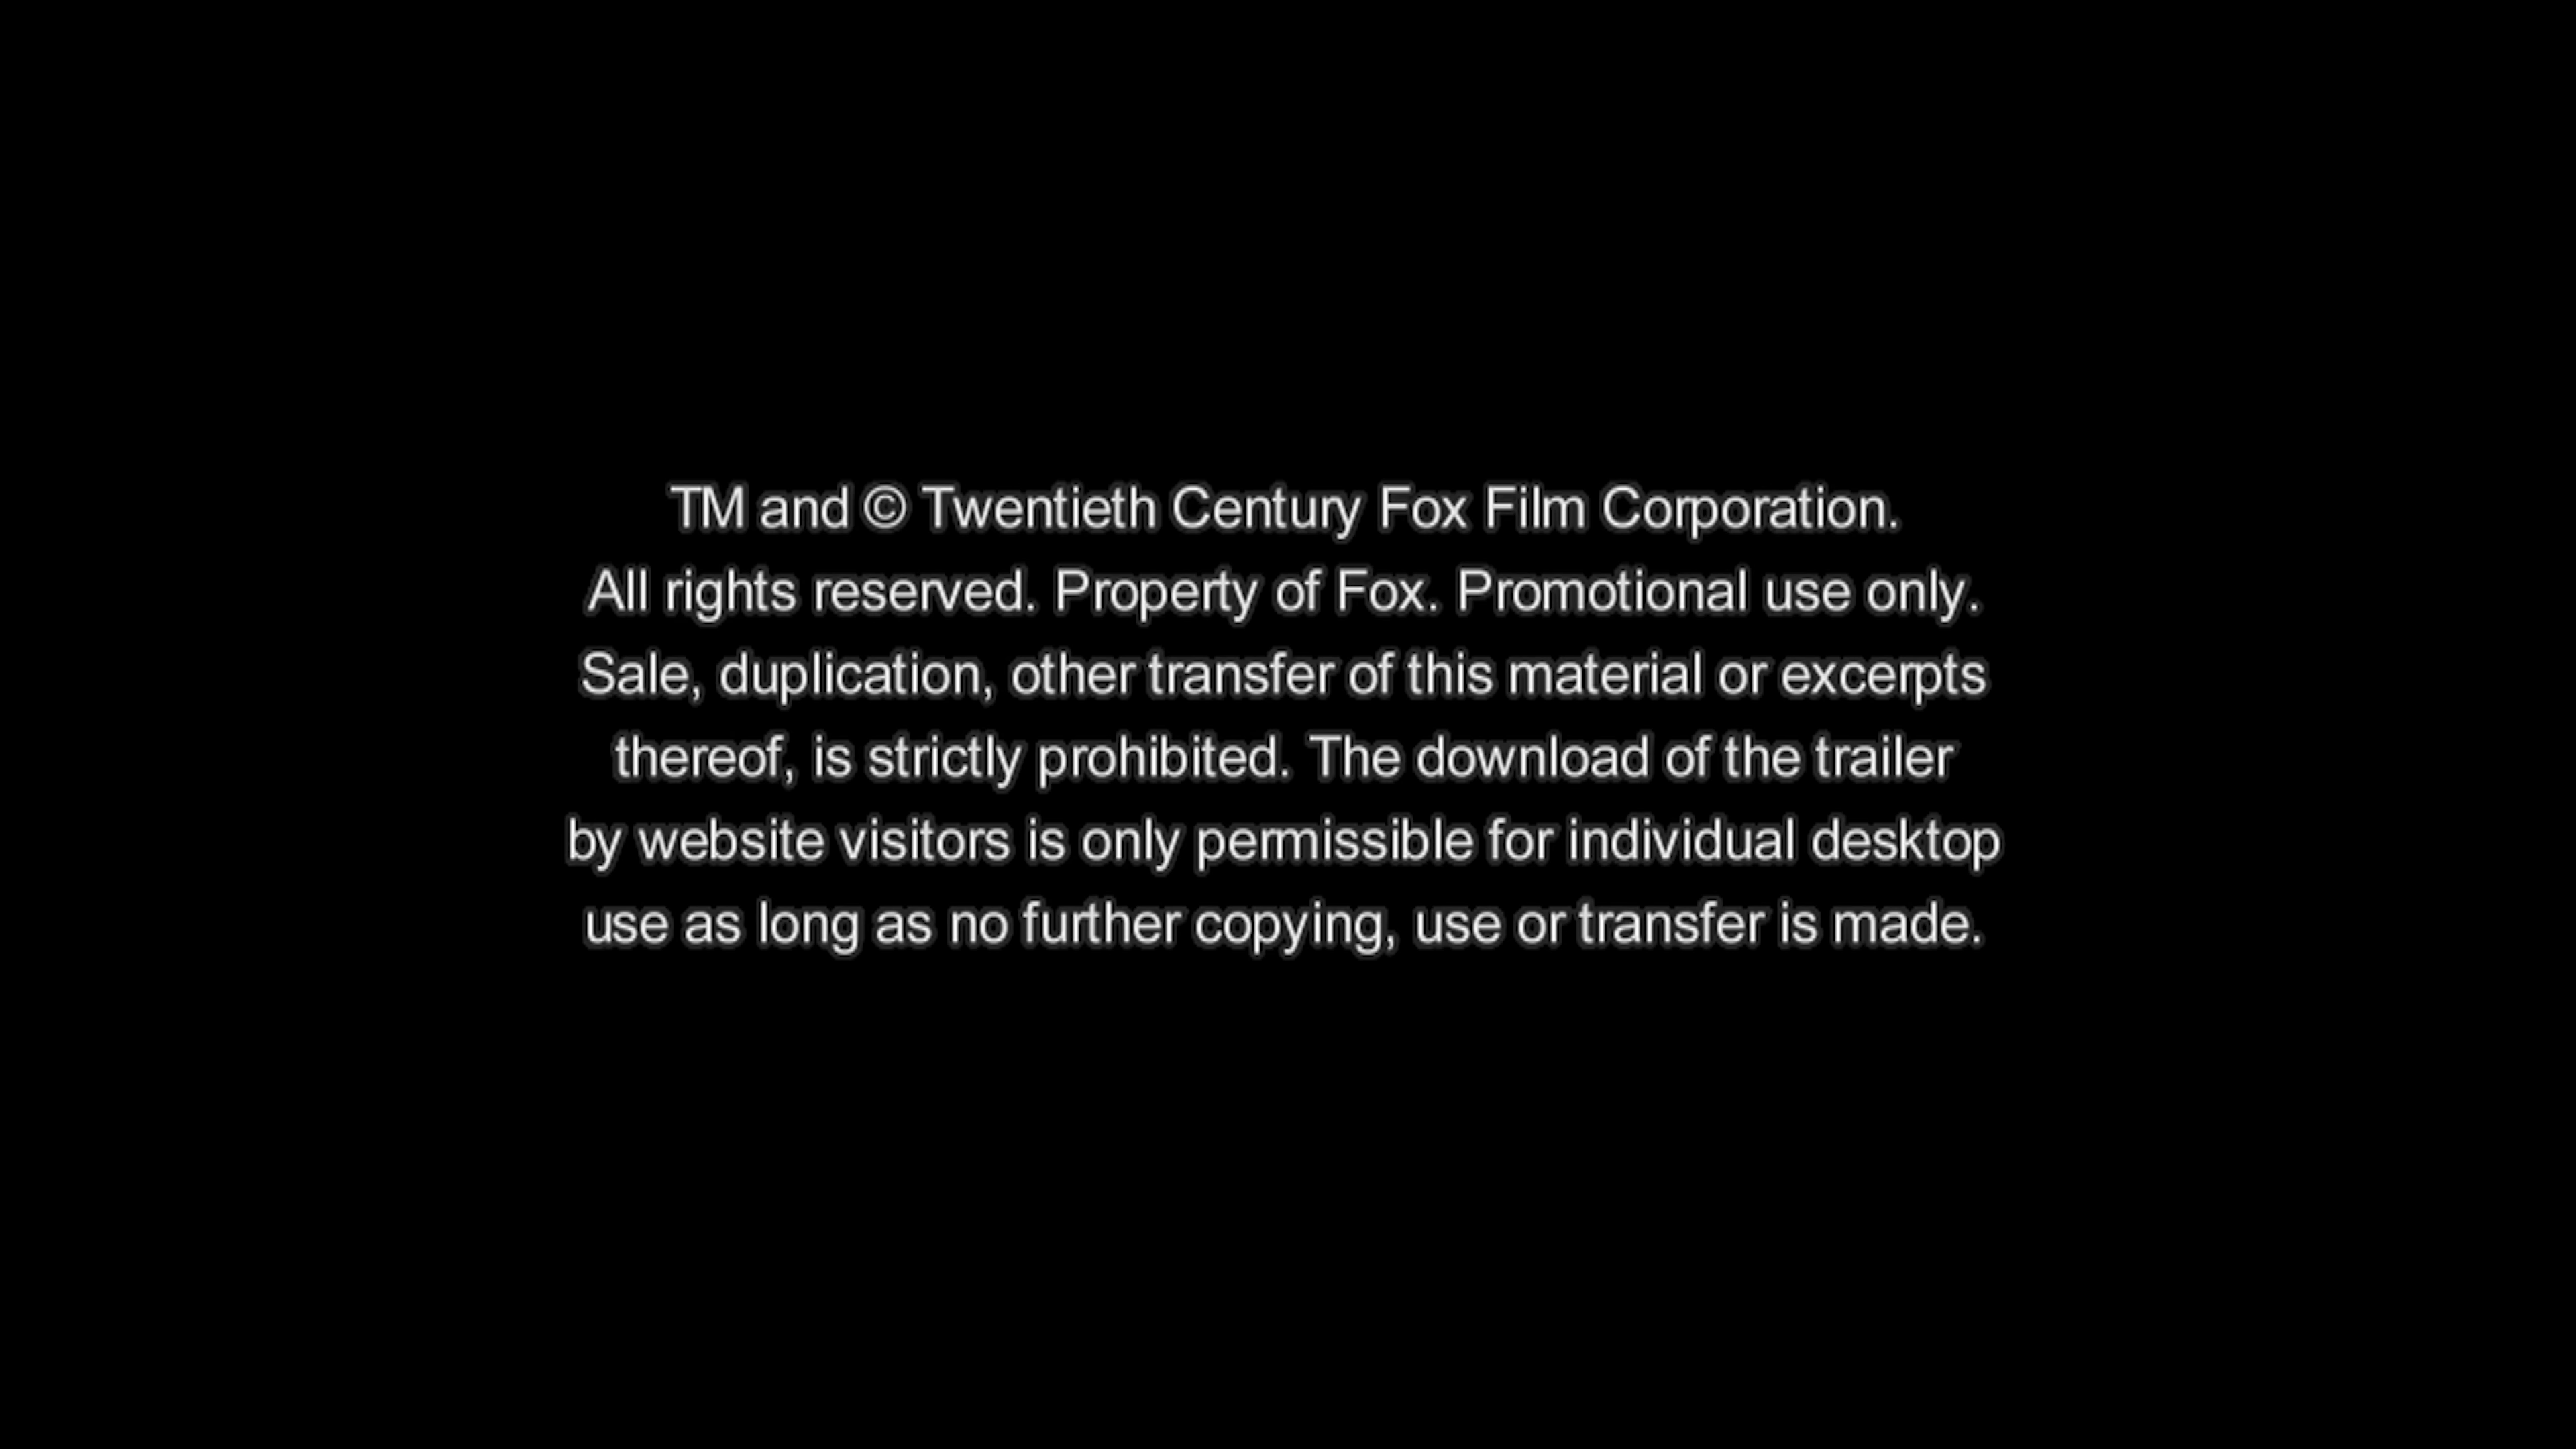 TM and © Twentieth Century Fox Film Corporation.
All rights reserved. Property of Fox. Promotional use only.
Sale, duplication, other transfer of this material or excerpts
thereof, is strictly prohibited. The download of the trailer
by website visitors is only permissible for individual desktop
use as long as no further copying, use or transfer is made.